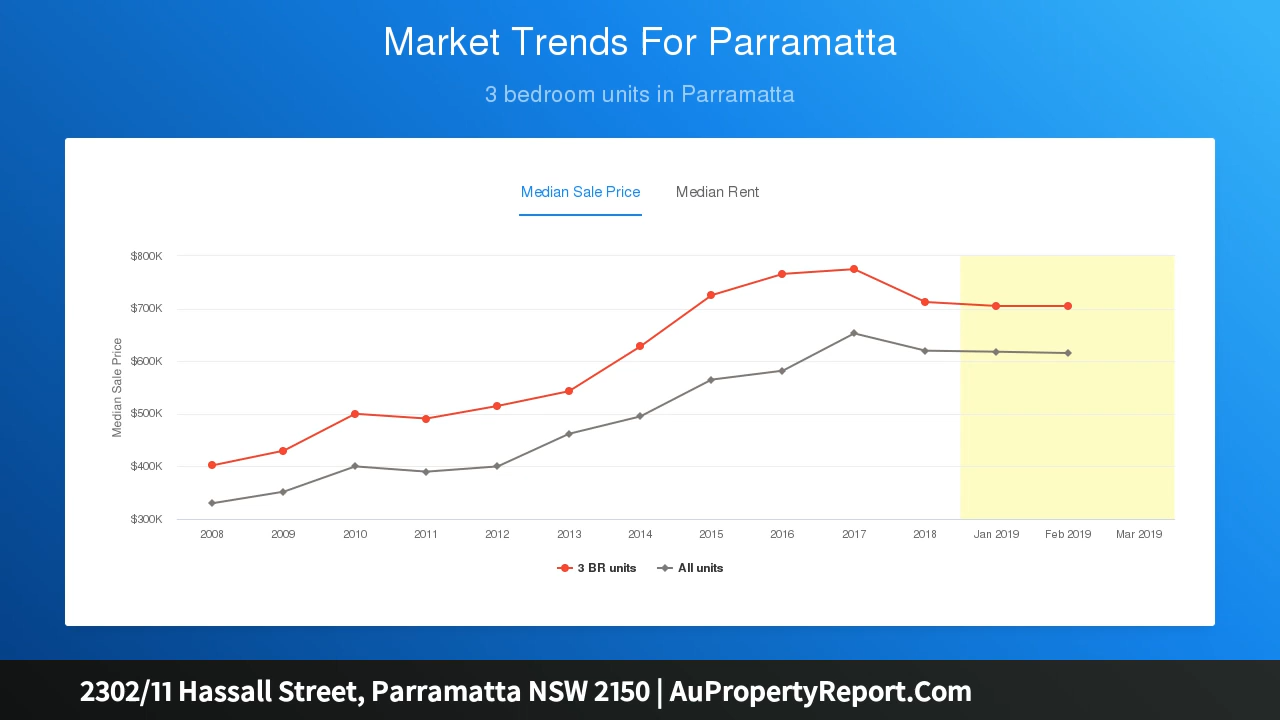 Market Trends For Parramatta
3 bedroom units in Parramatta
Median Sale Price Median Rent
$800K
$700K
$600K
$500K
$400K
$300K
Median Sale Price
2008 2009 2010 2011 2012 2013 2014 2015 2016 2017 2018 Jan 2019 Feb 2019 Mar 2019
3 BR units All units
2302/11 Hassall Street, Parramatta NSW 2150 | AuPropertyReport.Com